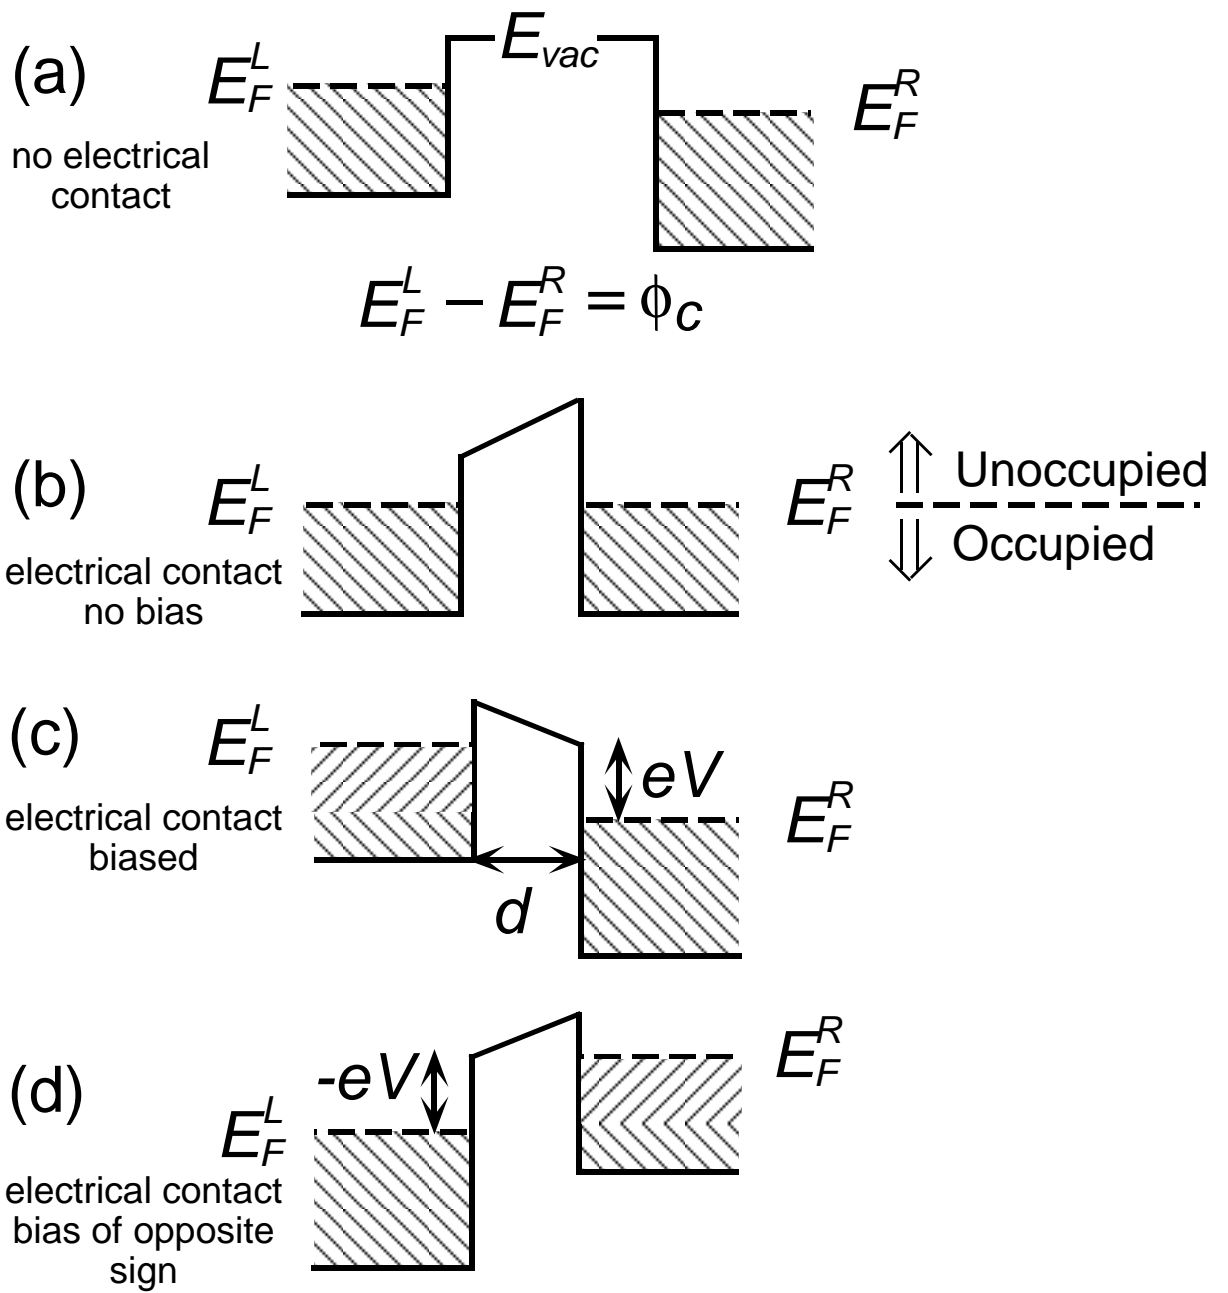 (a)
E_F^L
E_vac
E_F^R
no electrical
contact
E_F^L − E_F^R = ϕ_c
(b)
E_F^L
E_F^R
Unoccupied
Occupied
electrical contact
no bias
(c)
E_F^L
eV
E_F^R
electrical contact
biased
d
(d)
-eV
E_F^L
E_F^R
electrical contact
bias of opposite
sign